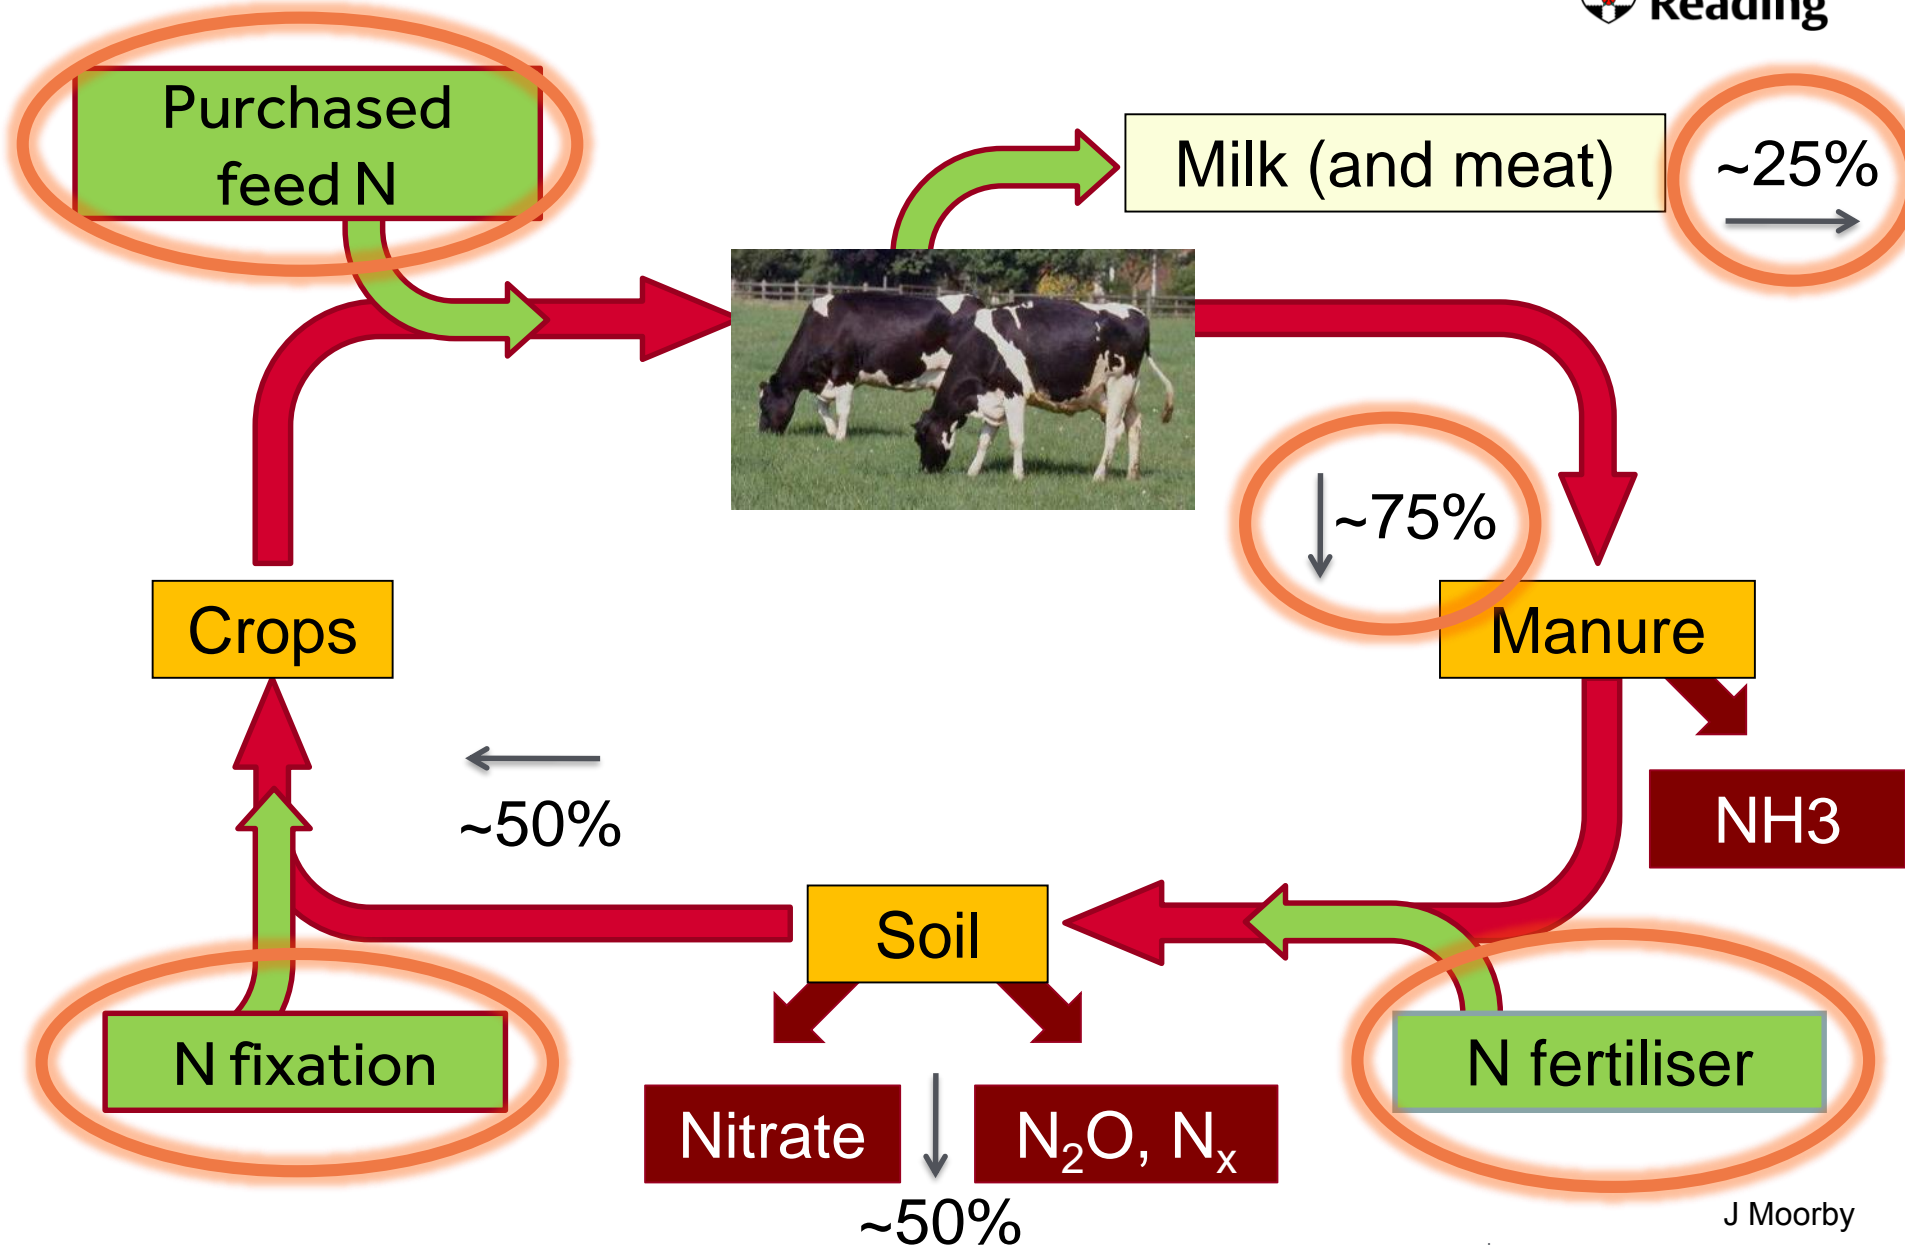 Reading
Purchased
feed N
Milk (and meat)
~25%
~75%
Crops
Manure
~50%
NH3
Soil
N fixation
N fertiliser
Nitrate
N₂O, Nₓ
~50%
J Moorby